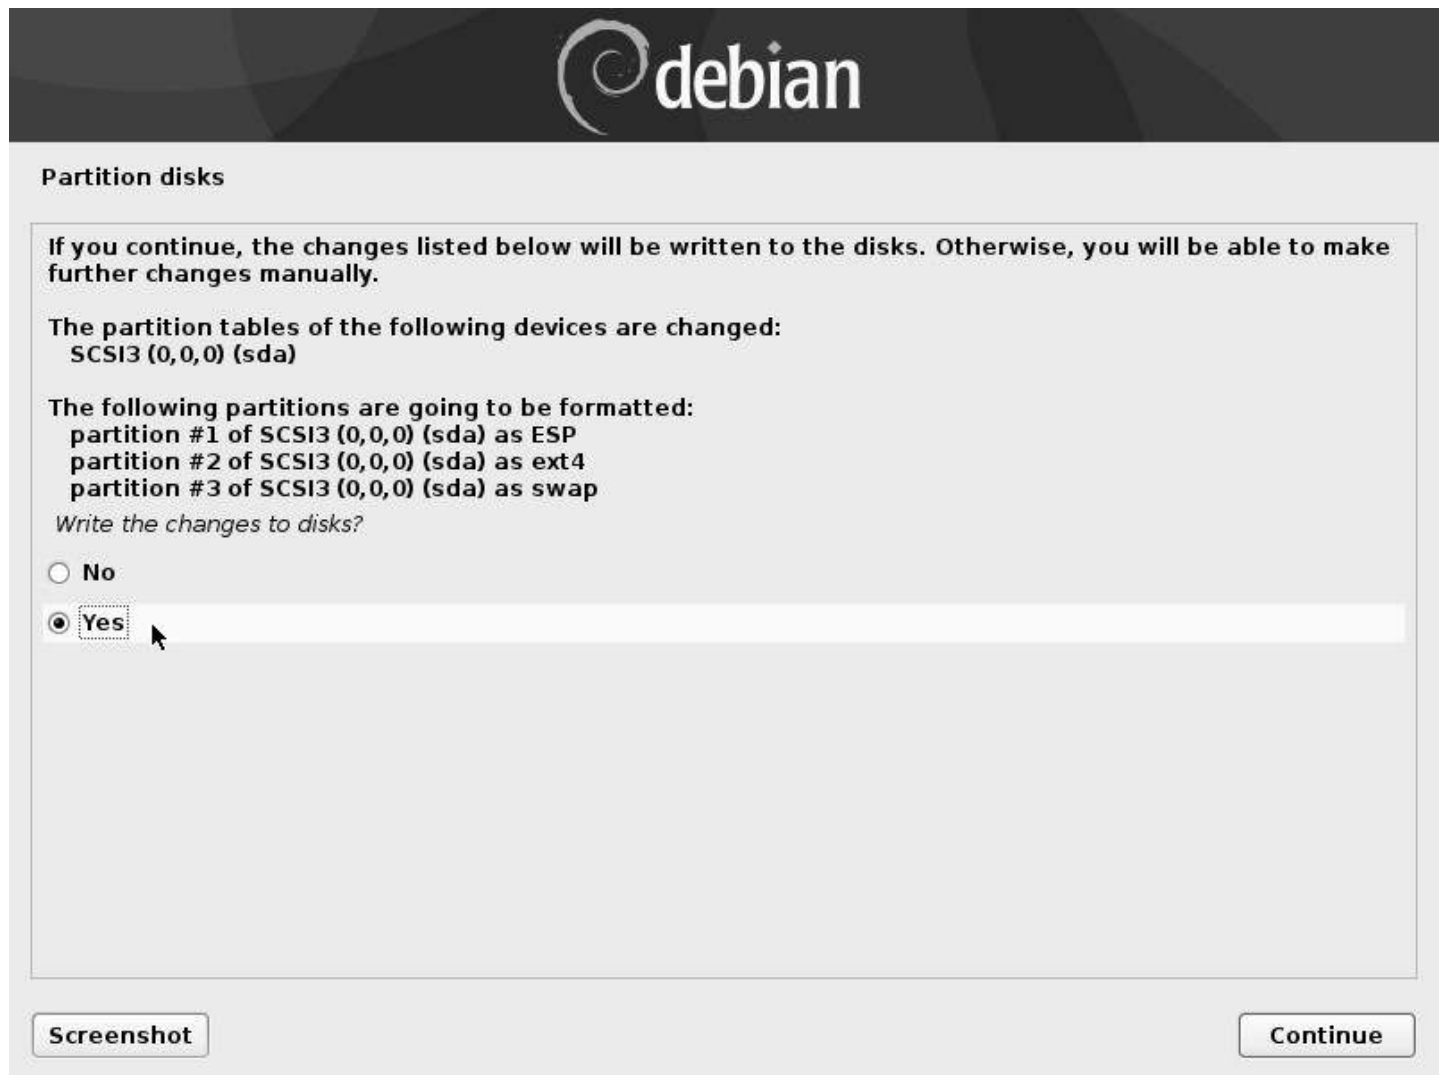 debian
Partition disks
If you continue, the changes listed below will be written to the disks. Otherwise, you will be able to make
further changes manually.
The partition tables of the following devices are changed:
SCSI3 (0,0,0) (sda)
The following partitions are going to be formatted:
partition #1 of SCSI3 (0,0,0) (sda) as ESP
partition #2 of SCSI3 (0,0,0) (sda) as ext4
partition #3 of SCSI3 (0,0,0) (sda) as swap
Write the changes to disks?
No
Yes
Screenshot
Continue